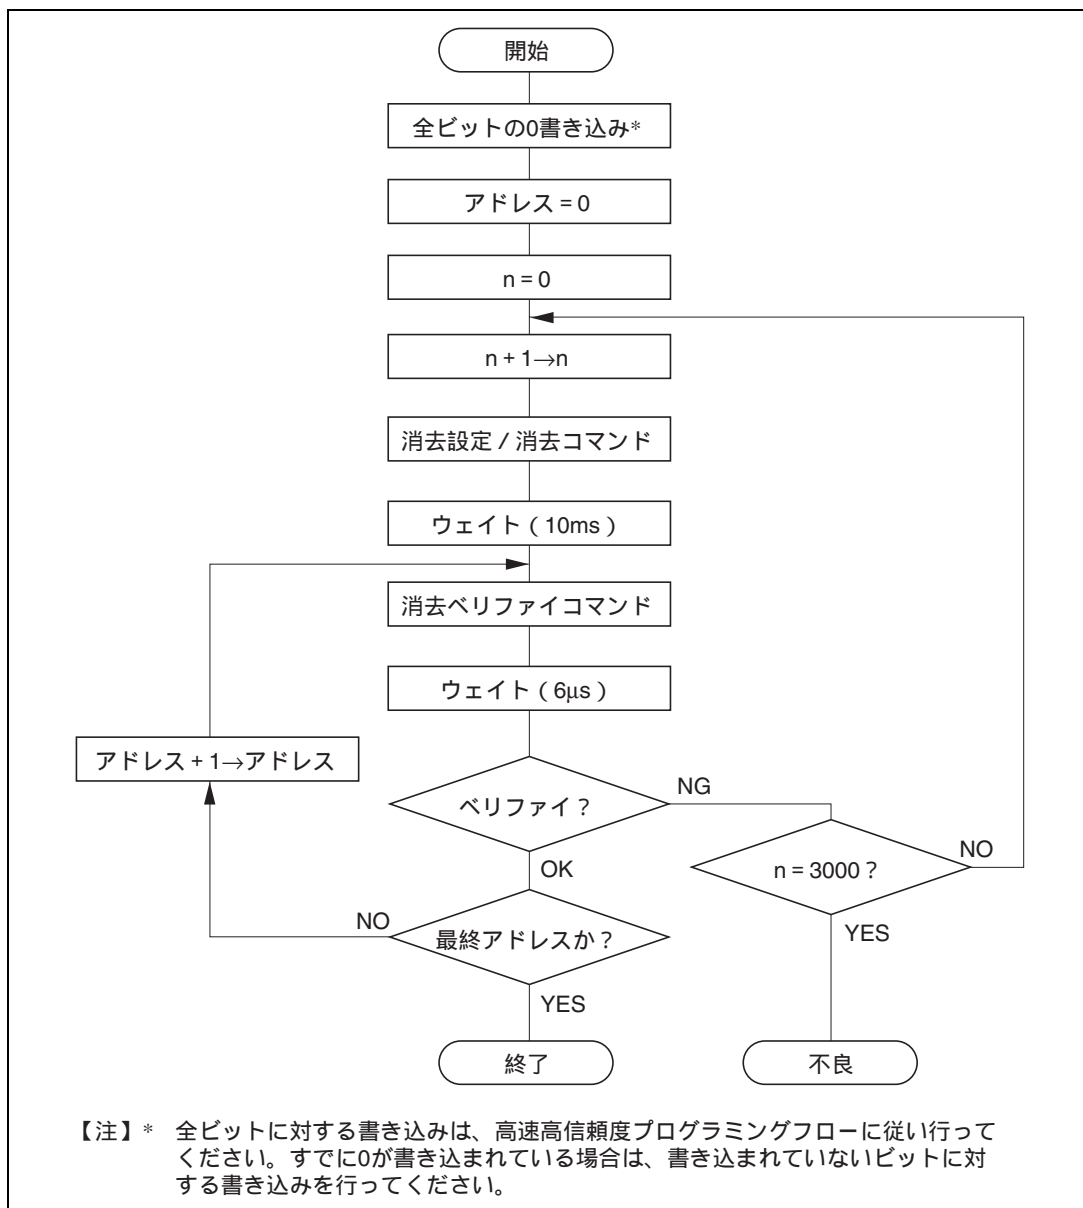 開始
全ビットの0書き込み*
アドレス = 0
n = 0
n + 1→n
消去設定 / 消去コマンド
ウェイト ( 10ms )
消去ベリファイコマンド
ウェイト ( 6μs )
アドレス + 1→アドレス
ベリファイ?
NG
OK
n = 3000?
NO
YES
最終アドレスか?
NO
YES
終了
不良
【注】* 全ビットに対する書き込みは、高速高信頼度プログラミングフローに従い行って
ください。すでに0が書き込まれている場合は、書き込まれていないビットに対
する書き込みを行ってください。